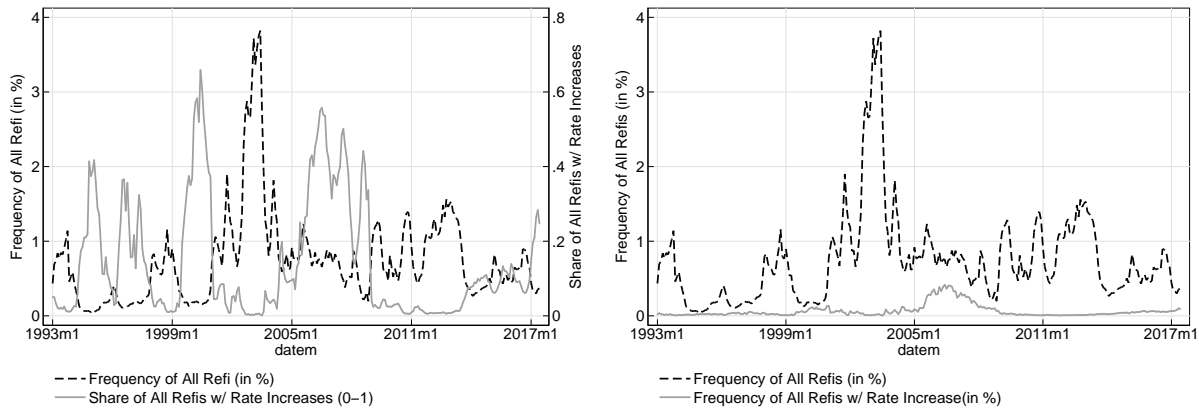 Frequency of All Refi (in %)
4
3
2
1
0
.8
.6
.4
.2
0
Share of All Refis w/ Rate Increases
1993m1 1999m1 2005m1 2011m1 2017m1
datem
Frequency of All Refi (in %)
Share of All Refis w/ Rate Increases (0–1)
Frequency of All Refis (in %)
4
3
2
1
0
1993m1 1999m1 2005m1 2011m1 2017m1
datem
Frequency of All Refis (in %)
Frequency of All Refis w/ Rate Increase(in %)